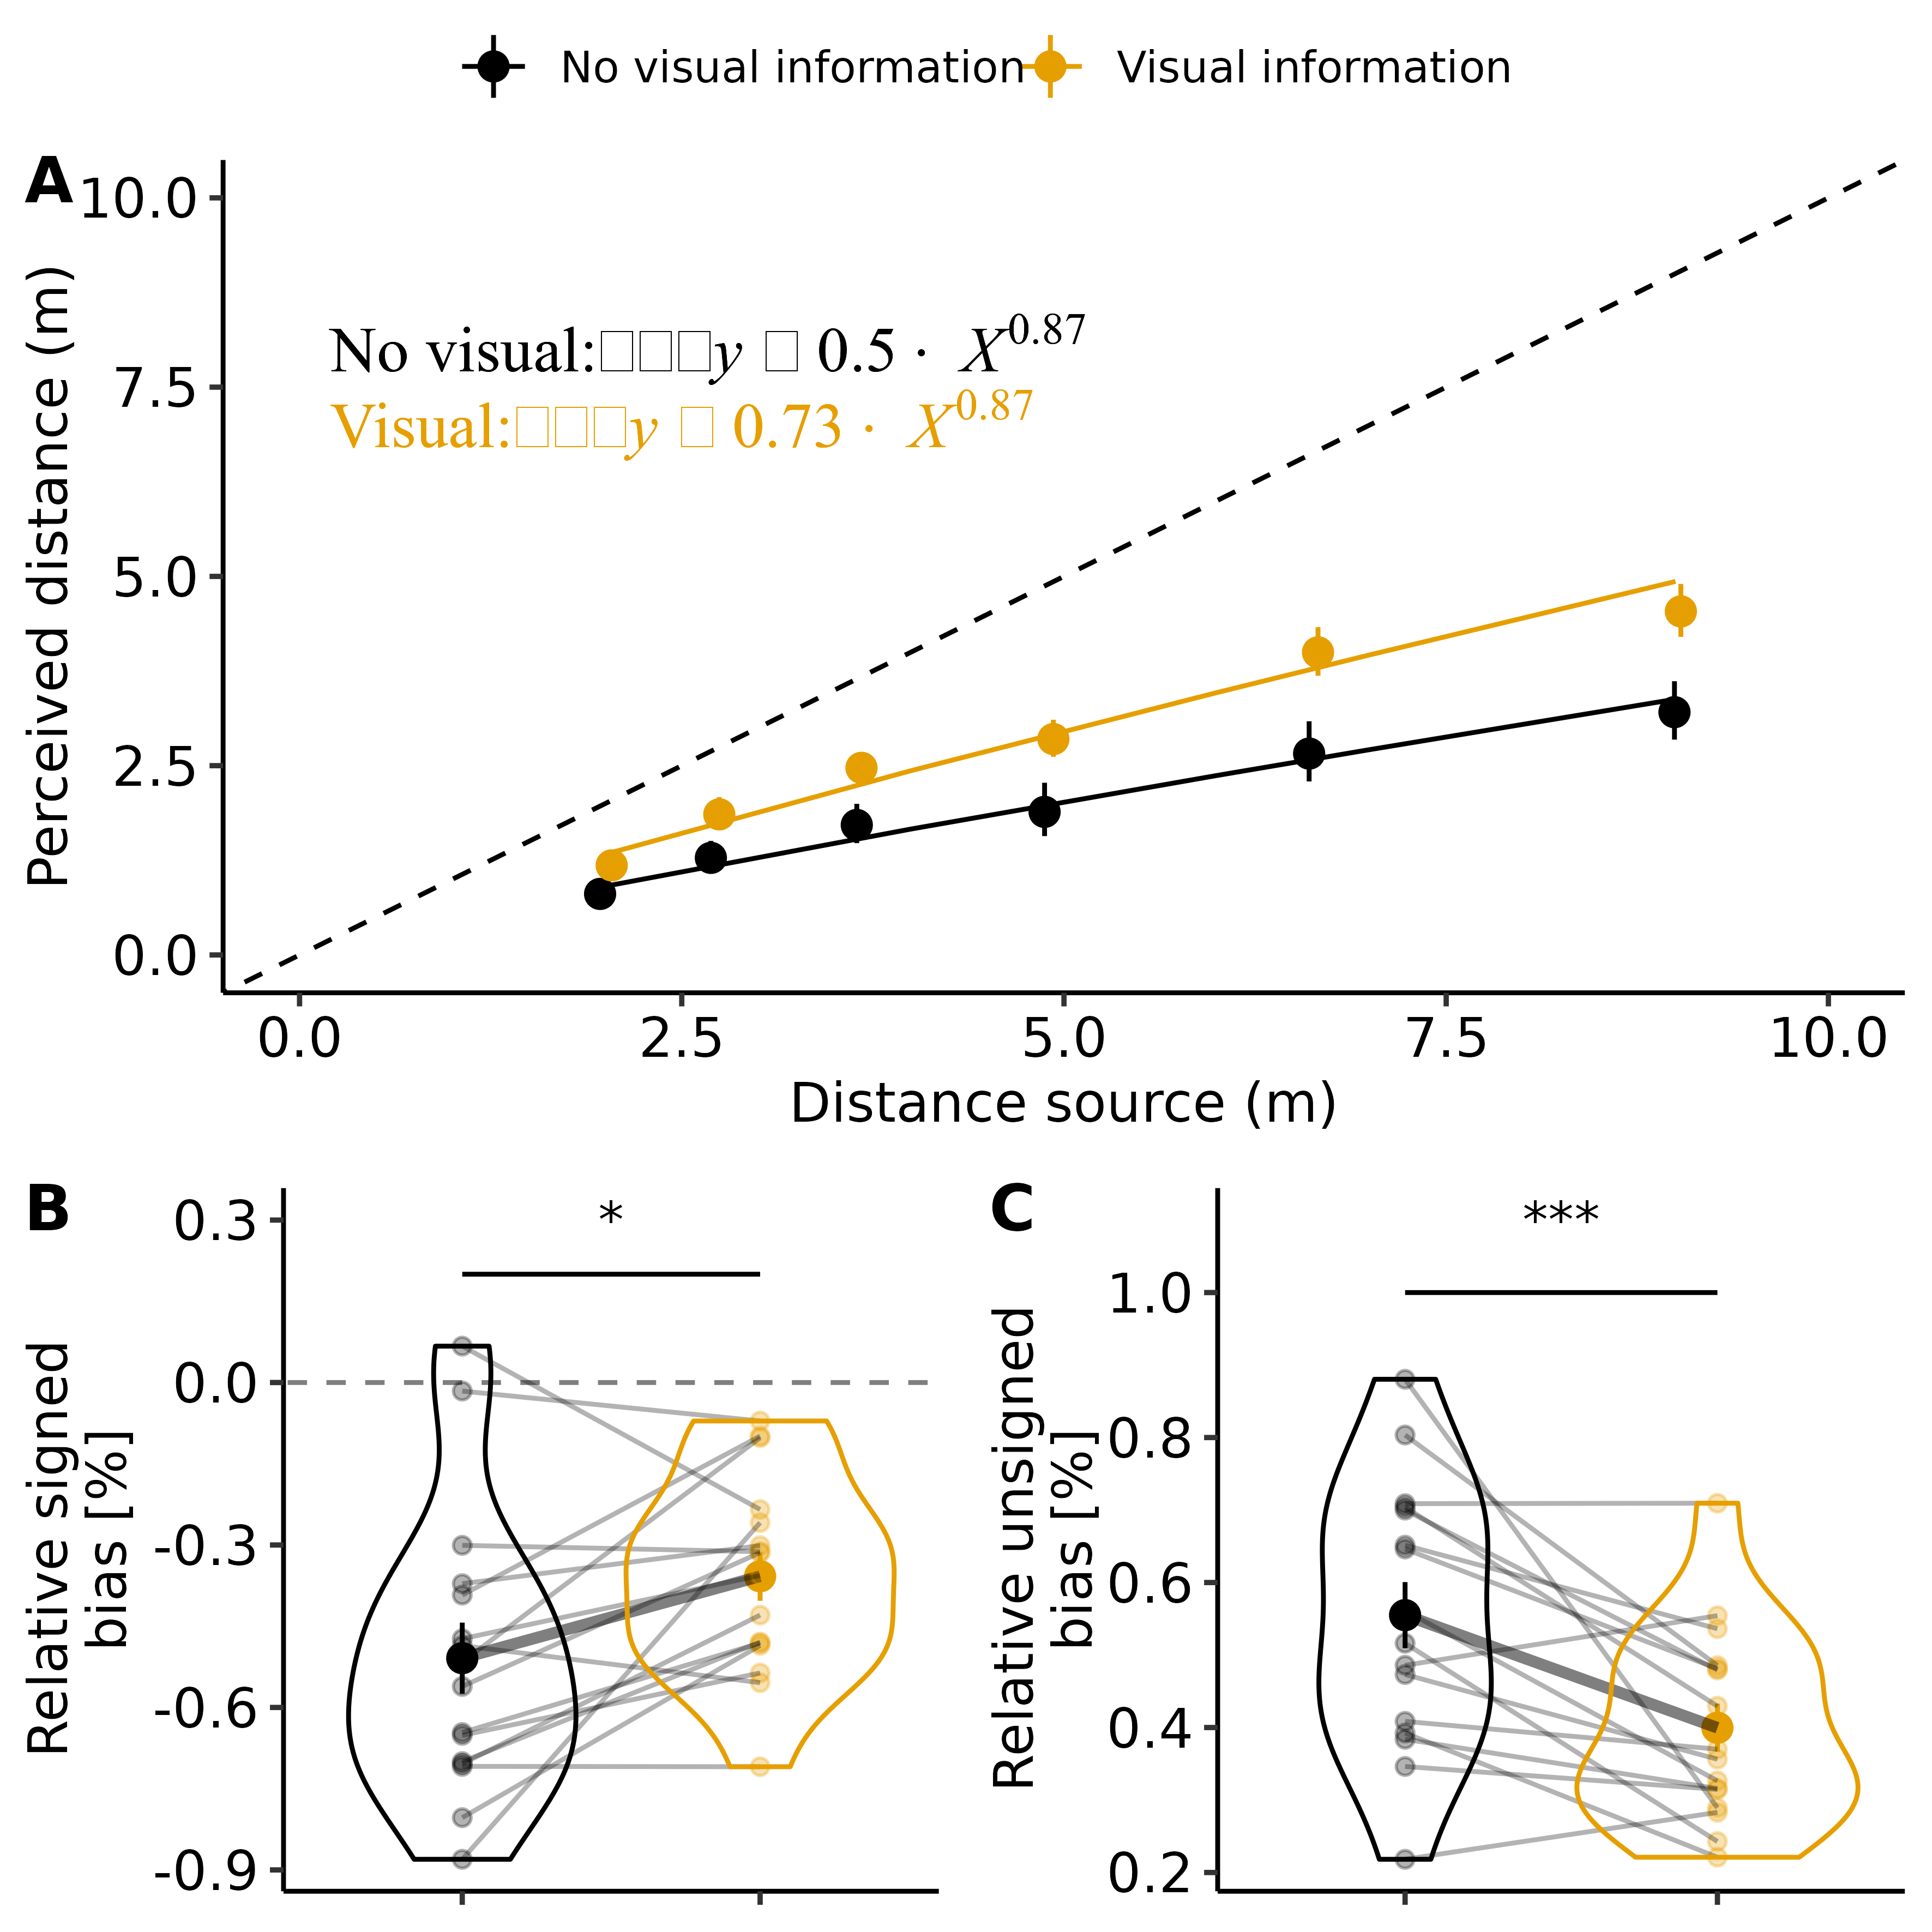 No visual information Visual information
A
10.0
7.5
5.0
2.5
0.0
Perceived distance (m)
No visual:□□□y □ 0.5 · X^0.87
Visual:□□□y □ 0.73 · X^0.87
0.0 2.5 5.0 7.5 10.0
Distance source (m)
B
0.3
0.0
-0.3
-0.6
-0.9
Relative signed
bias [%]
*
C
1.0
0.8
0.6
0.4
0.2
Relative unsigned
bias [%]
***